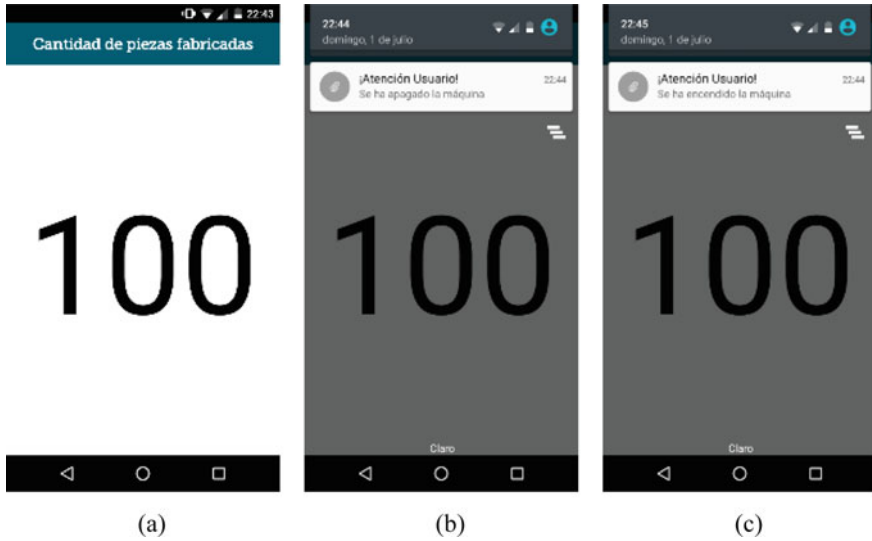 22:43
Cantidad de piezas fabricadas
100
(a)
22:44
domingo, 1 de julio
¡Atención Usuario!
22:44
Se ha apagado la máquina
100
Claro
(b)
22:45
domingo, 1 de julio
¡Atención Usuario!
22:44
Se ha encendido la máquina
100
Claro
(c)